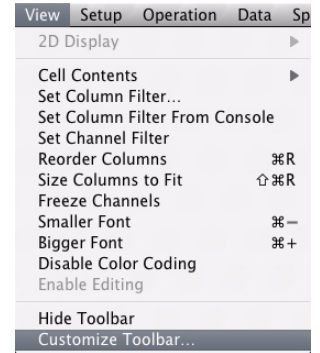 View Setup Operation Data Sp
2D Display
Cell Contents
Set Column Filter...
Set Column Filter From Console
Set Channel Filter
Reorder Columns ⌘R
Size Columns to Fit ⇧⌘R
Freeze Channels
Smaller Font ⌘−
Bigger Font ⌘+
Disable Color Coding
Enable Editing
Hide Toolbar
Customize Toolbar...